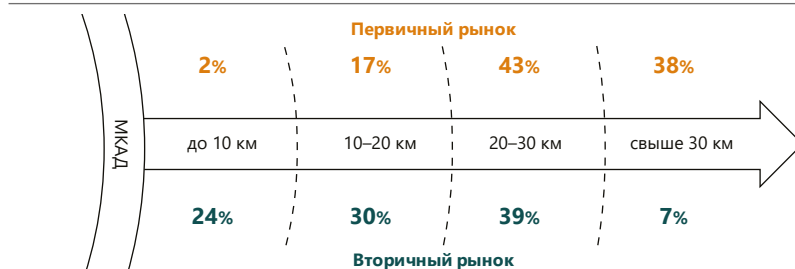 Первичный рынок
2% 17% 43% 38%
МКАД
до 10 км 10–20 км 20–30 км свыше 30 км
24% 30% 39% 7%
Вторичный рынок